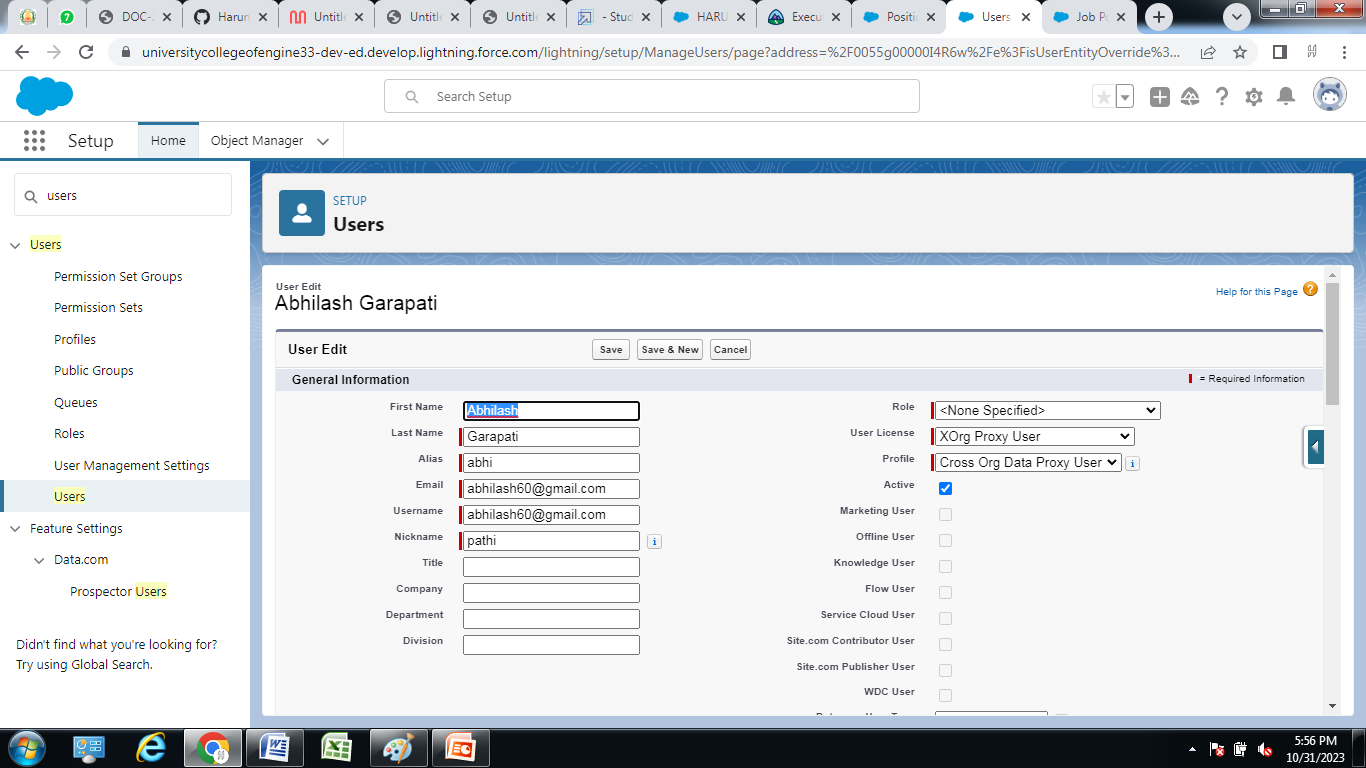 DOC-
Harun
Untitle
Untitle
Untitle
- Stud
HARU
Execu
Positi
Users
Job Po
universitycollegeofengine33-dev-ed.develop.lightning.force.com/lightning/setup/ManageUsers/page?address=%2F0055g00000I4R6w%2Fe%3FisUserEntityOverride%3...
Search Setup
Setup
Home
Object Manager
users
Users
Permission Set Groups
Permission Sets
Profiles
Public Groups
Queues
Roles
User Management Settings
Users
Feature Settings
Data.com
Prospector Users
Didn't find what you're looking for?
Try using Global Search.
SETUP
Users
User Edit
Abhilash Garapati
Help for this Page
User Edit
Save
Save & New
Cancel
General Information
= Required Information
First Name Abhilash
Last Name Garapati
Alias abhi
Email abhilash60@gmail.com
Username abhilash60@gmail.com
Nickname pathi
Title
Company
Department
Division
Role <None Specified>
User License XOrg Proxy User
Profile Cross Org Data Proxy User
Active
Marketing User
Offline User
Knowledge User
Flow User
Service Cloud User
Site.com Contributor User
Site.com Publisher User
WDC User
5:56 PM
10/31/2023